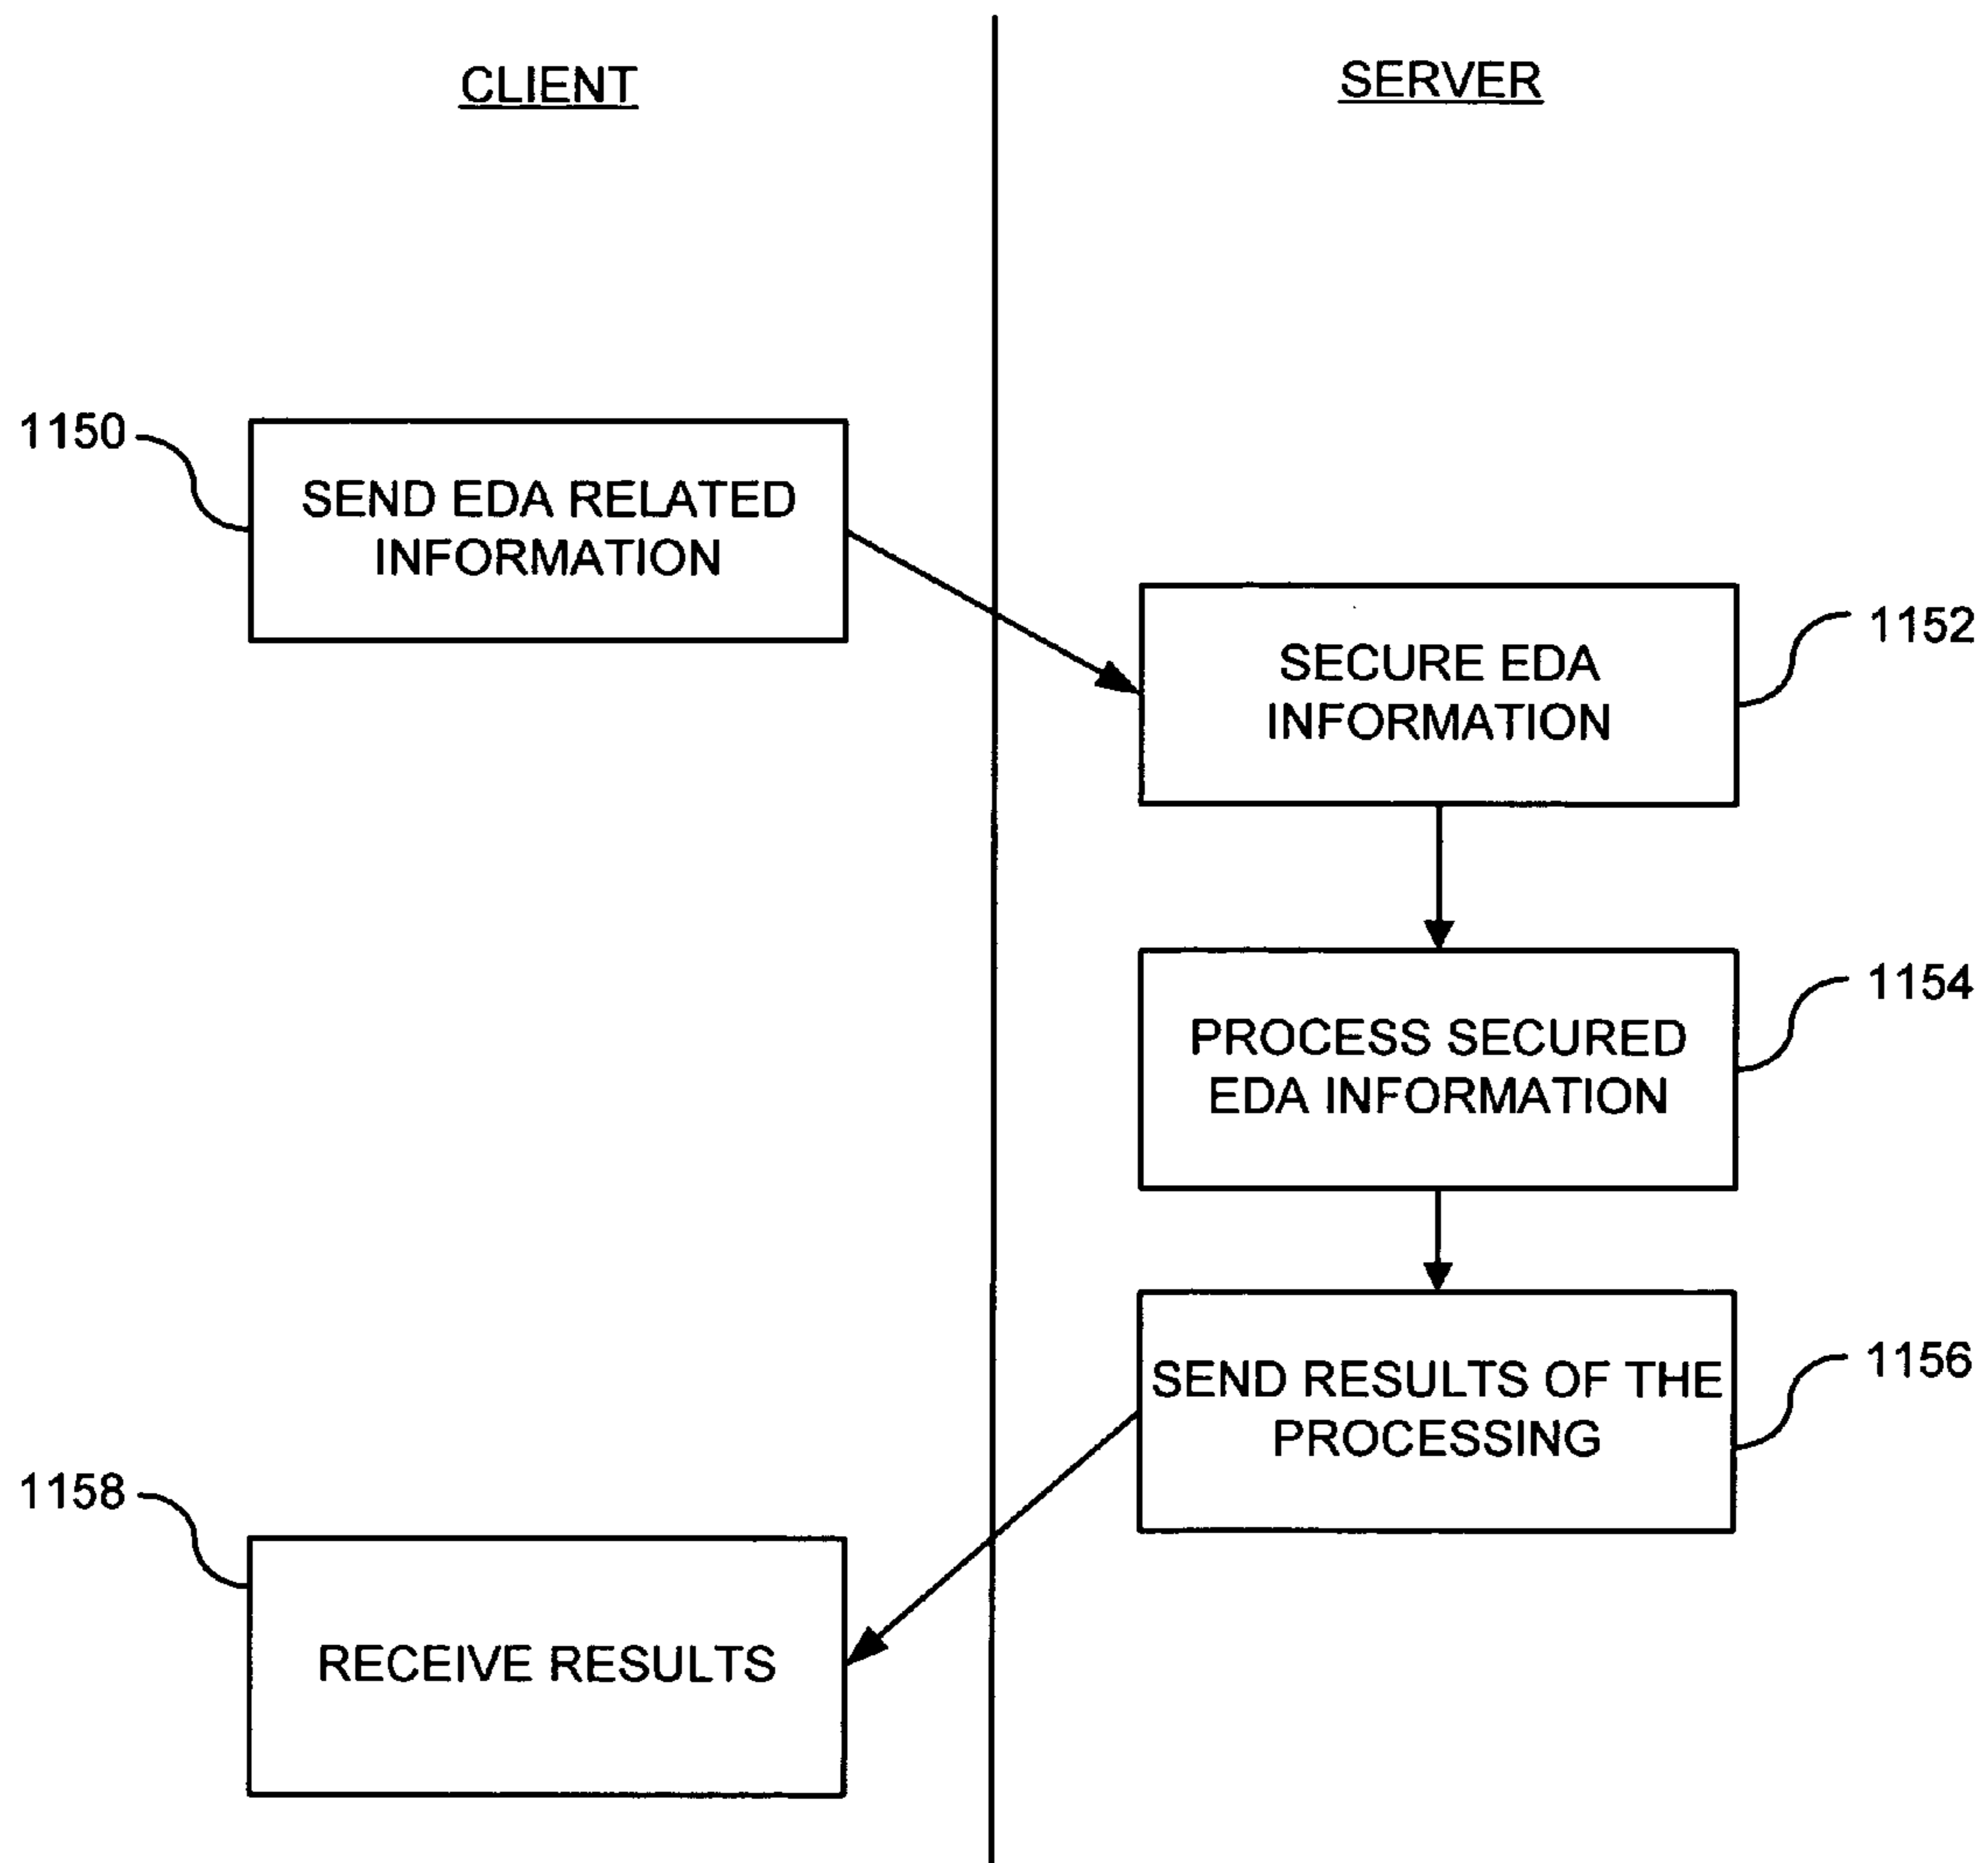 CLIENT
SERVER
1150
SEND EDA RELATED
INFORMATION
SECURE EDA
INFORMATION
1152
PROCESS SECURED
EDA INFORMATION
1154
SEND RESULTS OF THE
PROCESSING
1156
1158
RECEIVE RESULTS